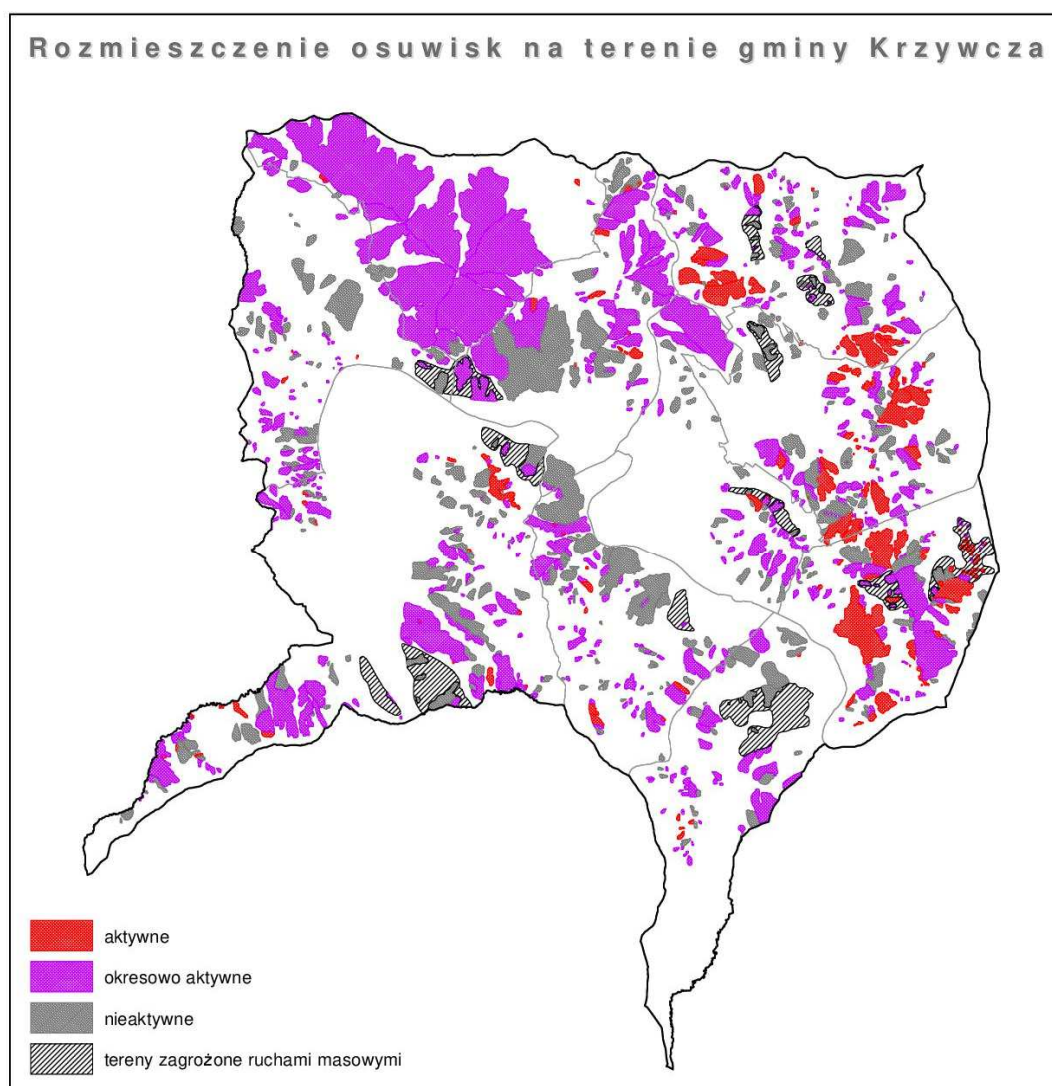 Rozmieszczenie osuwisk na terenie gminy Krzywcza
aktywne
okresowo aktywne
nieaktywne
tereny zagrożone ruchami masowymi